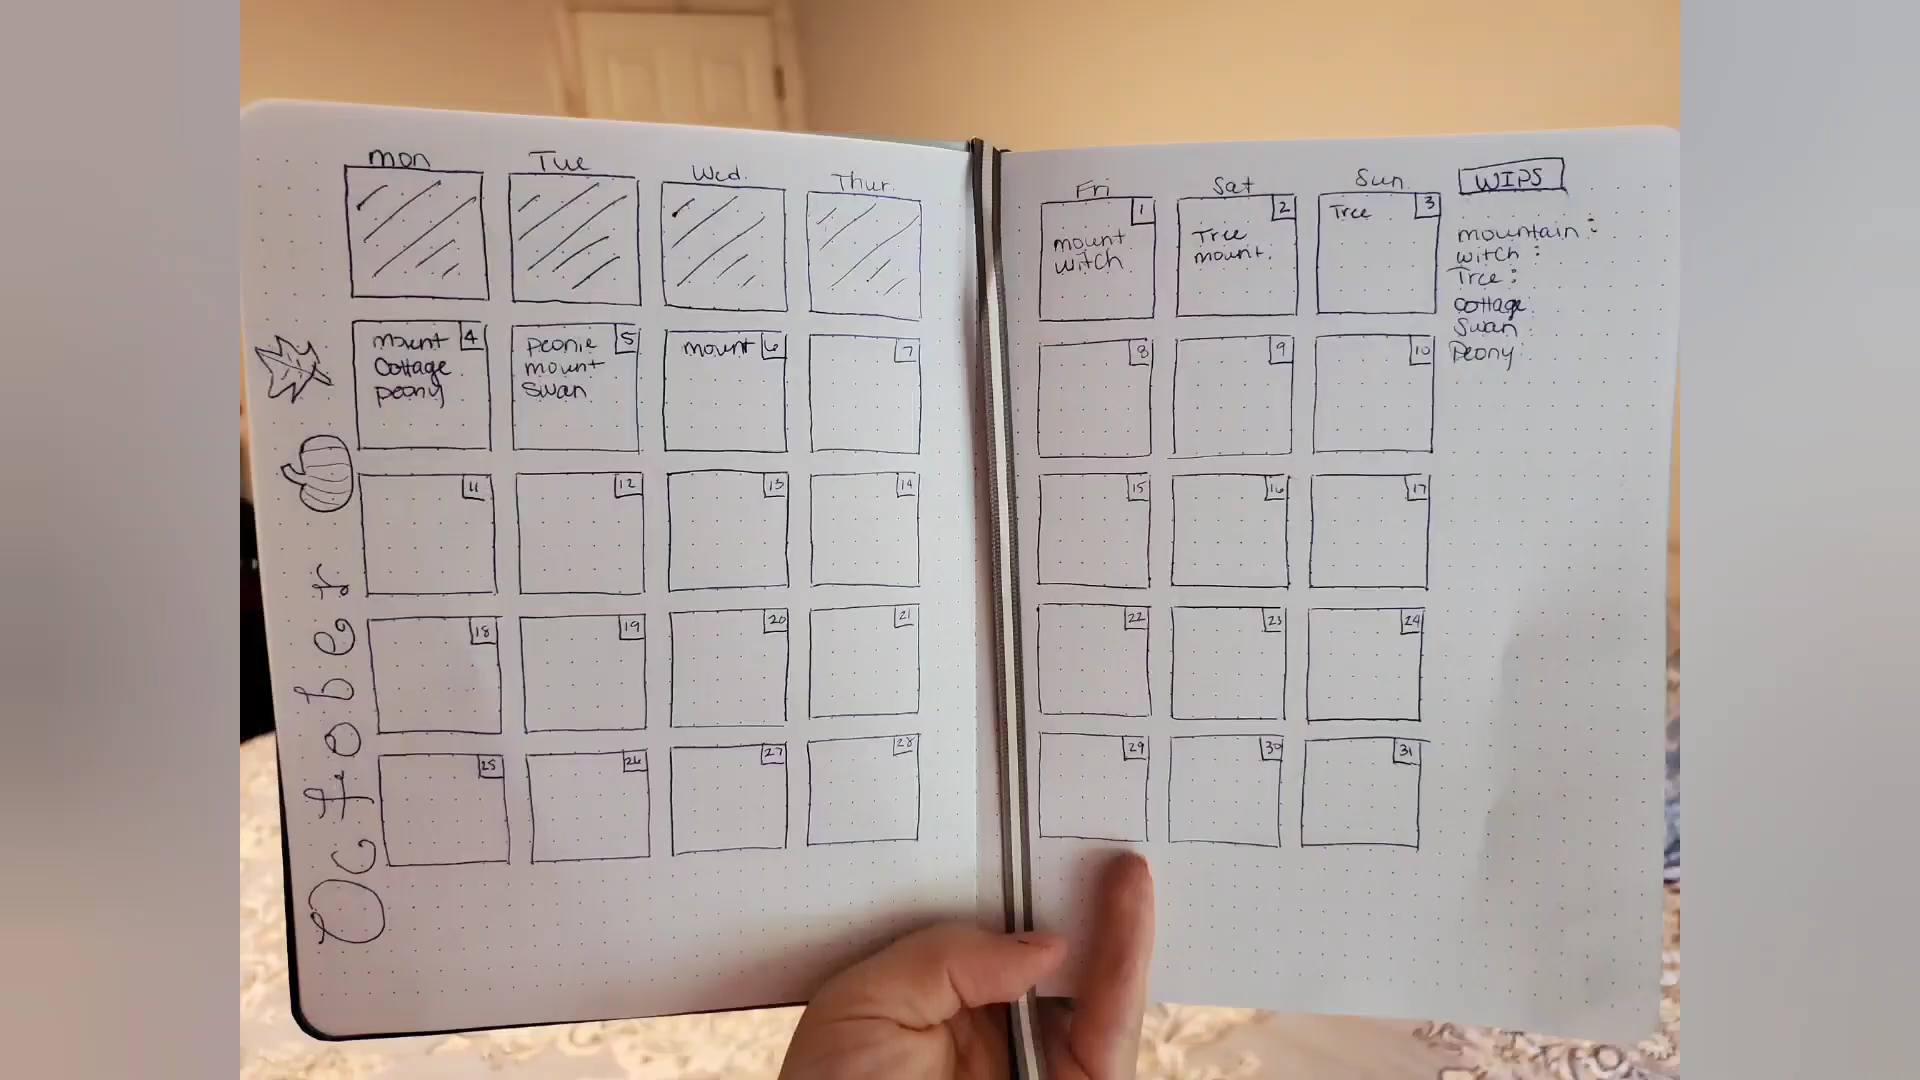 October
mon
Tue
Wed.
Thur.
Fri
Sat
Sun
1
mount
witch
2
Tree
mount.
3
Tree
4
mount
Cottage
peony
5
peonie
mount
Swan
6
mount
7
8
9
10
11
12
13
14
15
16
17
18
19
20
21
22
23
24
25
26
27
28
29
30
31
WIPS
mountain :
witch :
Tree :
Cottage:
Swan:
Peony: